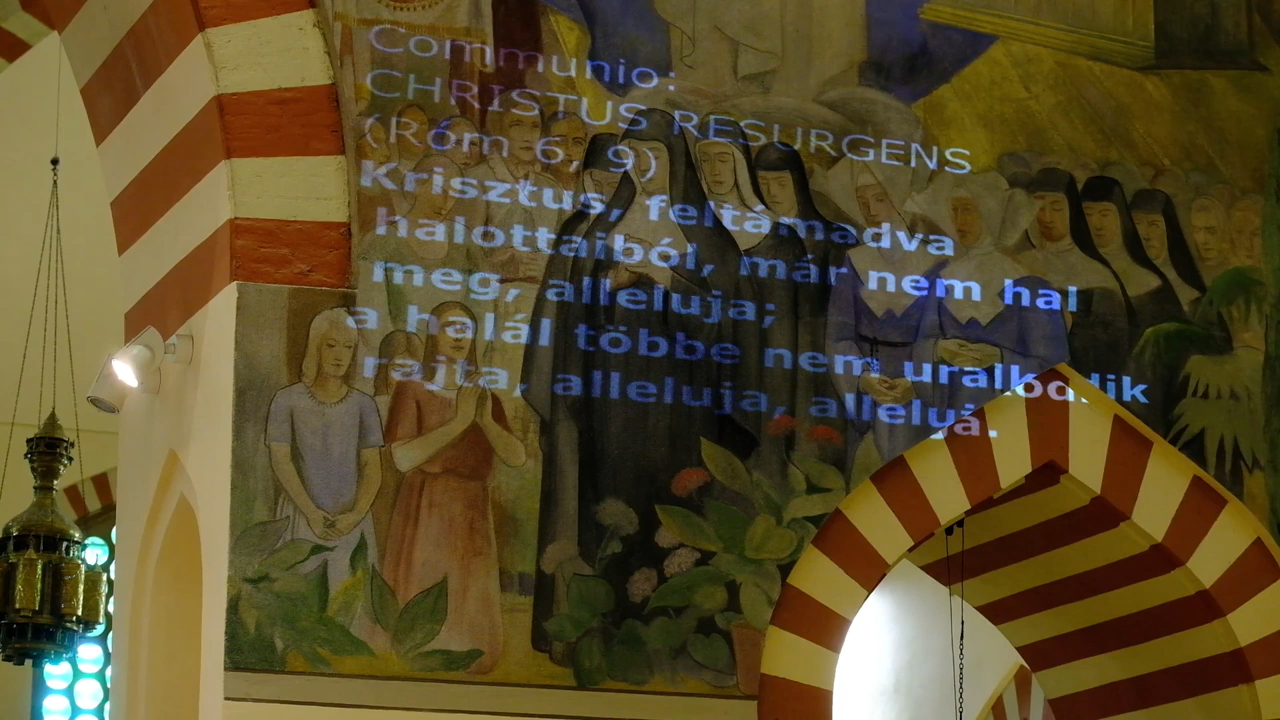 Communio:
CHRISTUS RESURGENS
(Róm 6, 9)
Krisztus, feltámadva
halottaiból, már nem hal
meg, alleluja;
a halál többé nem uralkodik
rajta, alleluja, alleluja.